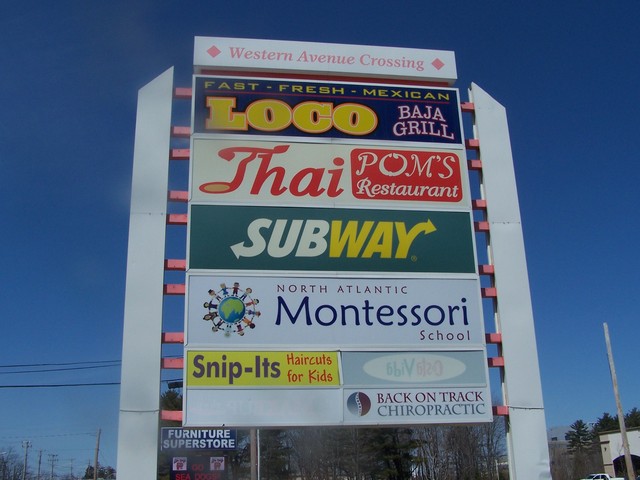 Western Avenue Crossing
FAST - FRESH - MEXICAN
LOCO
BAJA
GRILL
Thai
POM'S
Restaurant
SUBWAY
NORTH ATLANTIC
Montessori
School
Snip-Its
Haircuts
for Kids
BACK ON TRACK
CHIROPRACTIC
FURNITURE
SUPERSTORE